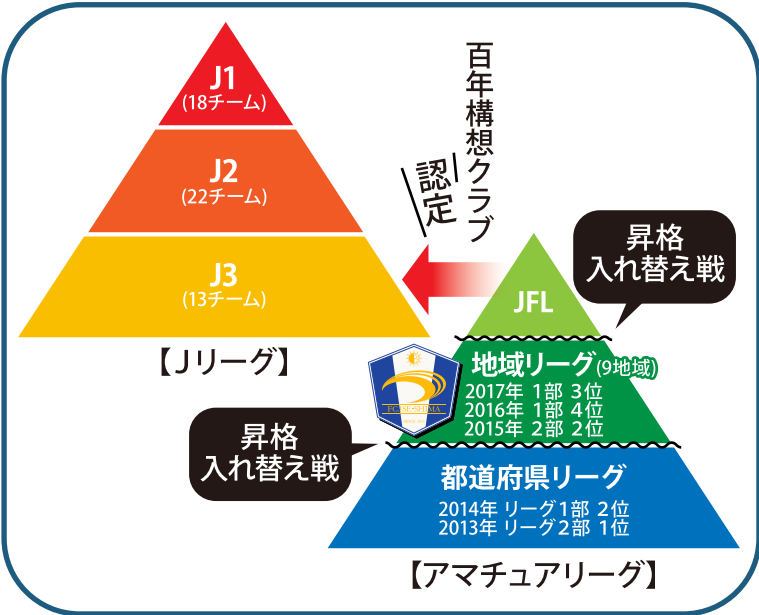 J1
(18チーム)
J2
(22チーム)
J3
(13チーム)
【Jリーグ】
百年構想クラブ
認定
JFL
昇格
入れ替え戦
地域リーグ(9地域)
2017年 1部 3位
2016年 1部 4位
2015年 2部 2位
FC.ISE-SHIMA
昇格
入れ替え戦
都道府県リーグ
2014年 リーグ1部 2位
2013年 リーグ2部 1位
【アマチュアリーグ】